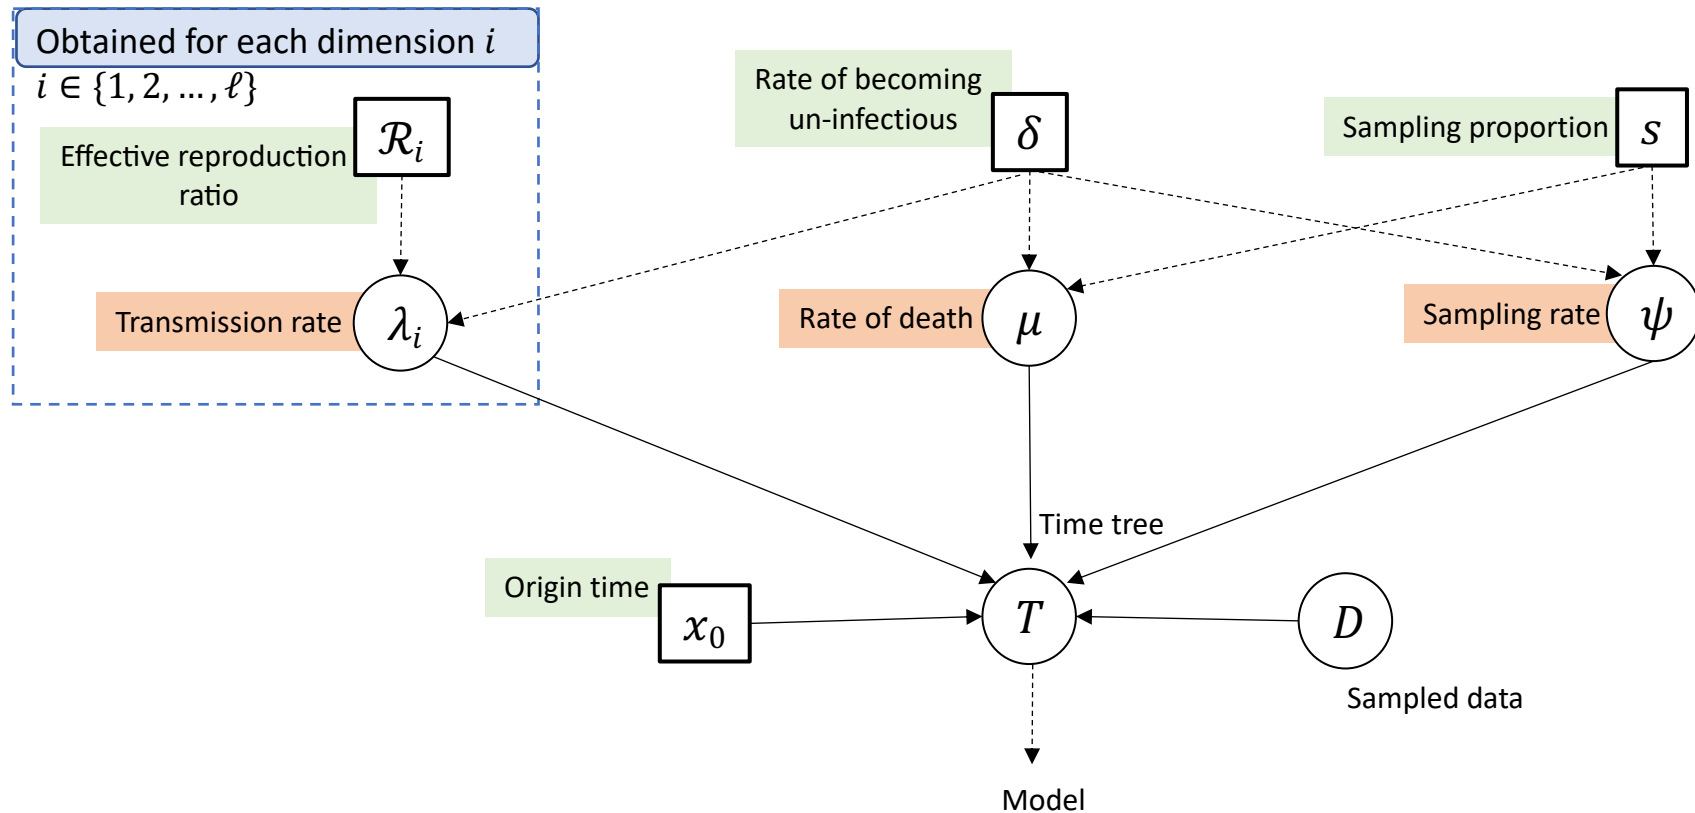 Obtained for each dimension i
i ∈ {1, 2, … , ℓ}
Effective reproduction
ratio
ℛᵢ
Rate of becoming
un-infectious
δ
Sampling proportion
s
Transmission rate
λᵢ
Rate of death
μ
Sampling rate
ψ
Time tree
Origin time
x₀
T
D
Sampled data
Model